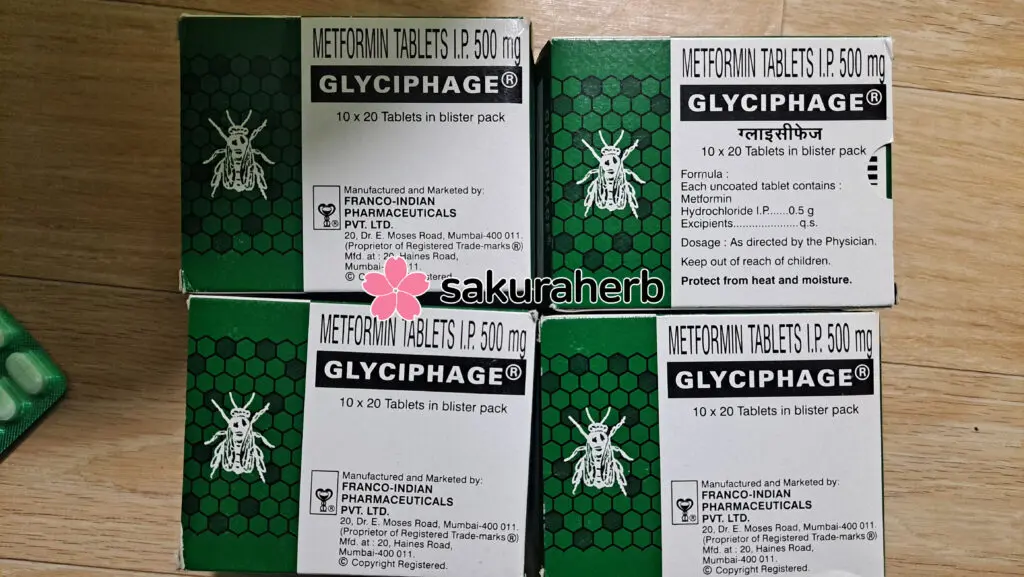 METFORMIN TABLETS I.P. 500 mg
GLYCIPHAGE®
10 x 20 Tablets in blister pack
Manufactured and Marketed by:
FRANCO-INDIAN
PHARMACEUTICALS
PVT. LTD.
20, Dr. E. Moses Road, Mumbai-400 011.
(Proprietor of Registered Trade-marks ®)
Mfd. at : 20, Haines Road,
Mumbai-400 011.
© Copyright Registered.
METFORMIN TABLETS I.P. 500 mg
GLYCIPHAGE®
ग्लाइसीफेज
10 x 20 Tablets in blister pack
Formula :
Each uncoated tablet contains :
Metformin
Hydrochloride I.P......0.5 g
Excipients....................q.s.
Dosage : As directed by the Physician.
Keep out of reach of children.
Protect from heat and moisture.
sakuraherb
METFORMIN TABLETS I.P. 500 mg
GLYCIPHAGE®
10 x 20 Tablets in blister pack
Manufactured and Marketed by:
FRANCO-INDIAN
PHARMACEUTICALS
PVT. LTD.
®
20, Dr. E. Moses Road, Mumbai-400 011.
(Proprietor of Registered Trade-marks ®)
Mfd. at : 20, Haines Road,
Mumbai-400 011.
© Copyright Registered.
METFORMIN TABLETS I.P. 500 mg
GLYCIPHAGE®
10 x 20 Tablets in blister pack
Manufactured and Marketed by:
FRANCO-INDIAN
PHARMACEUTICALS
PVT. LTD.
®
20, Dr. E. Moses Road, Mumbai-400 011.
(Proprietor of Registered Trade-marks ®)
Mfd. at : 20, Haines Road,
Mumbai-400 011.
© Copyright Registered.